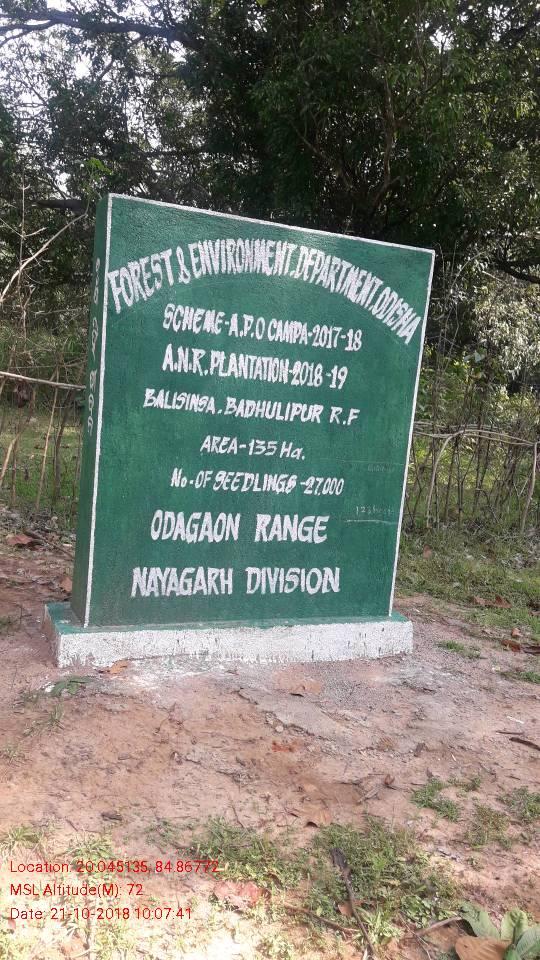 FOREST & ENVIRONMENT.DEPARTMENT.ODISHA
SCHEME-A.P.O CAMPA-2017-18
A.N.R.PLANTATION-2018-19
BALISINGA, BADHULIPUR R.F
AREA-135 Ha.
No.-OF SEEDLINGS-27,000
ODAGAON RANGE
NAYAGARH DIVISION
Location: 20.045135, 84.86772
MSL Altitude(M): 72
Date: 21-10-2018 10:07:41